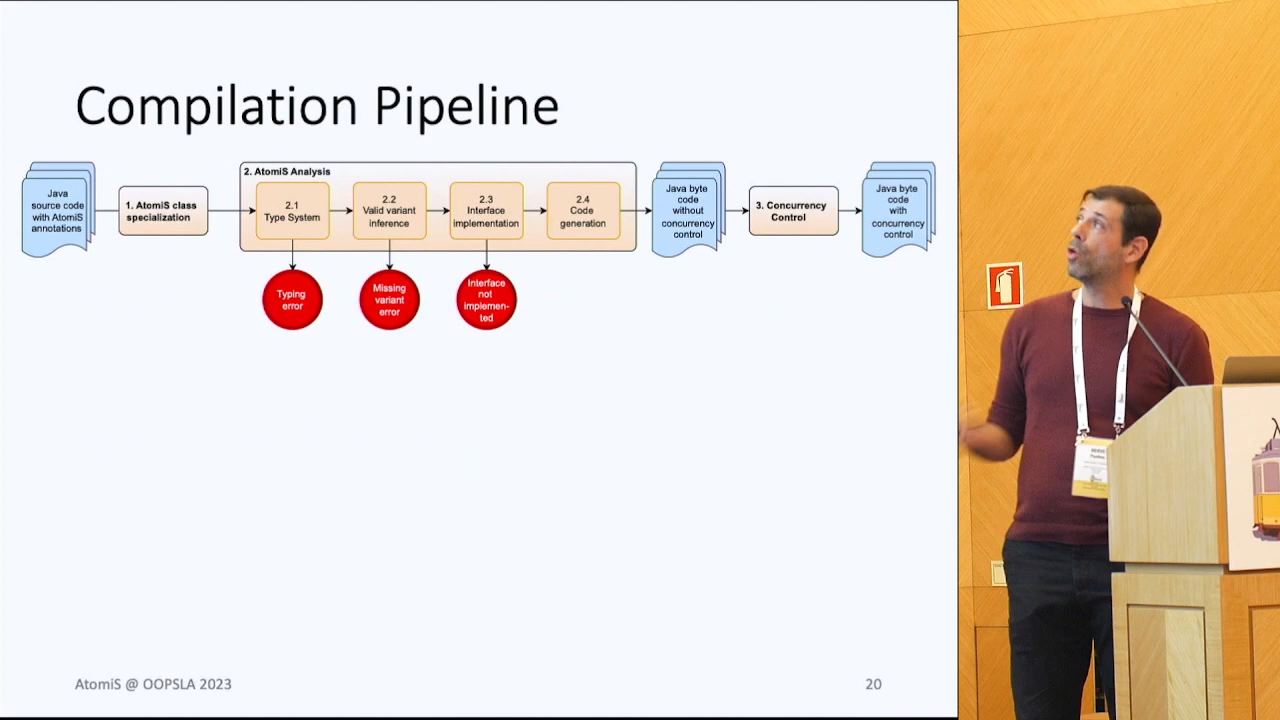 Compilation Pipeline
Java
source code
with AtomiS
annotations
1. AtomiS class
specialization
2. AtomiS Analysis
2.1
Type System
2.2
Valid variant
inference
2.3
Interface
implementation
2.4
Code
generation
Java byte
code
without
concurrency
control
3. Concurrency
Control
Java byte
code
with
concurrency
control
Typing
error
Missing
variant
error
Interface
not
implemen-
ted
AtomiS @ OOPSLA 2023
20